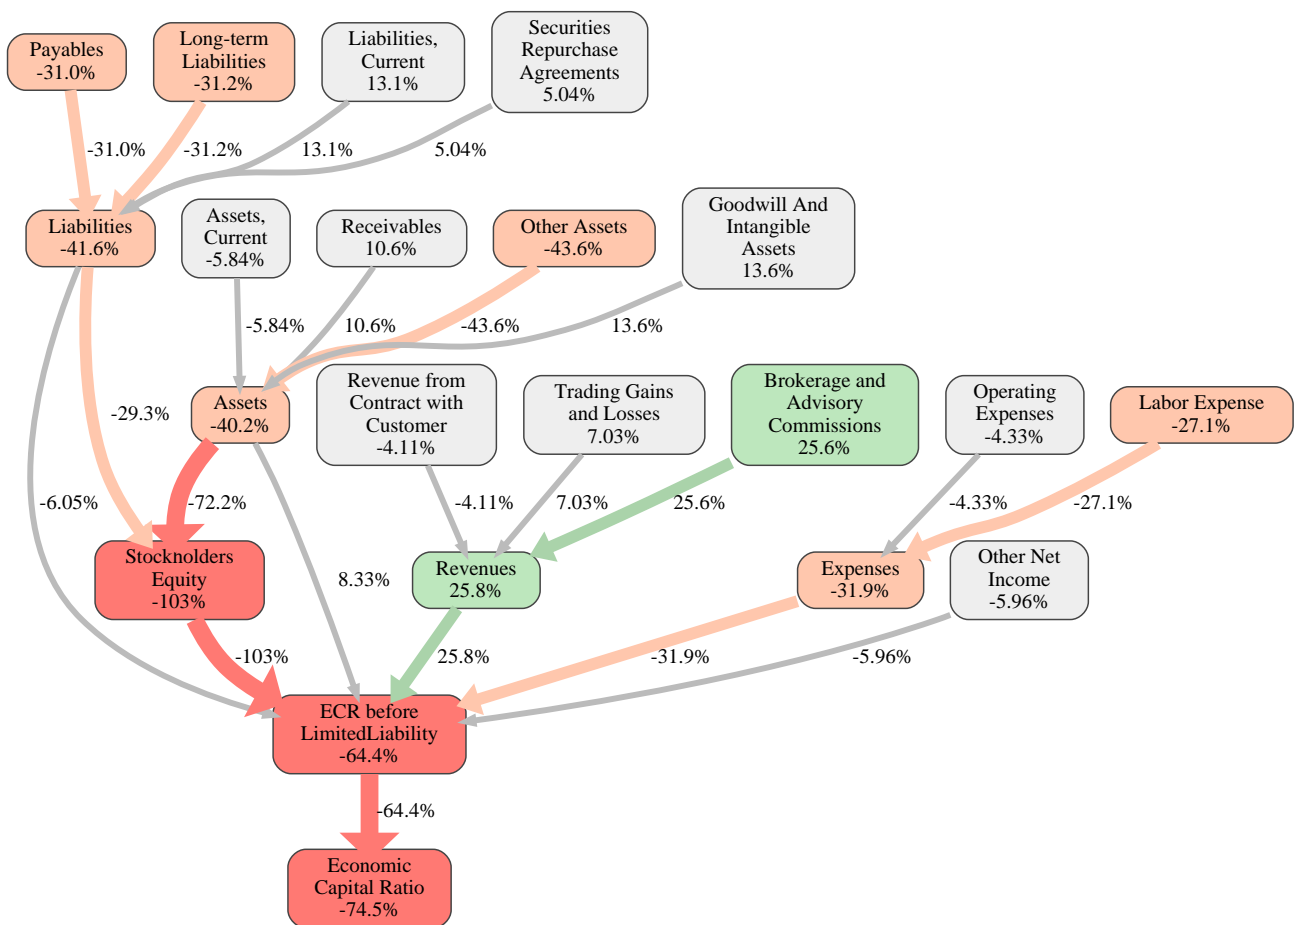 Payables
-31.0%
Long-term
Liabilities
-31.2%
Liabilities,
Current
13.1%
Securities
Repurchase
Agreements
5.04%
-31.0%
-31.2%
13.1%
5.04%
Liabilities
-41.6%
Assets,
Current
-5.84%
Receivables
10.6%
Other Assets
-43.6%
Goodwill And
Intangible
Assets
13.6%
-5.84%
10.6%
-43.6%
13.6%
-29.3%
Assets
-40.2%
Revenue from
Contract with
Customer
-4.11%
Trading Gains
and Losses
7.03%
Brokerage and
Advisory
Commissions
25.6%
Operating
Expenses
-4.33%
Labor Expense
-27.1%
-6.05%
-72.2%
-4.11%
7.03%
25.6%
-4.33%
-27.1%
Stockholders
Equity
-103%
8.33%
Revenues
25.8%
Expenses
-31.9%
Other Net
Income
-5.96%
-103%
25.8%
-31.9%
-5.96%
ECR before
LimitedLiability
-64.4%
-64.4%
Economic
Capital Ratio
-74.5%